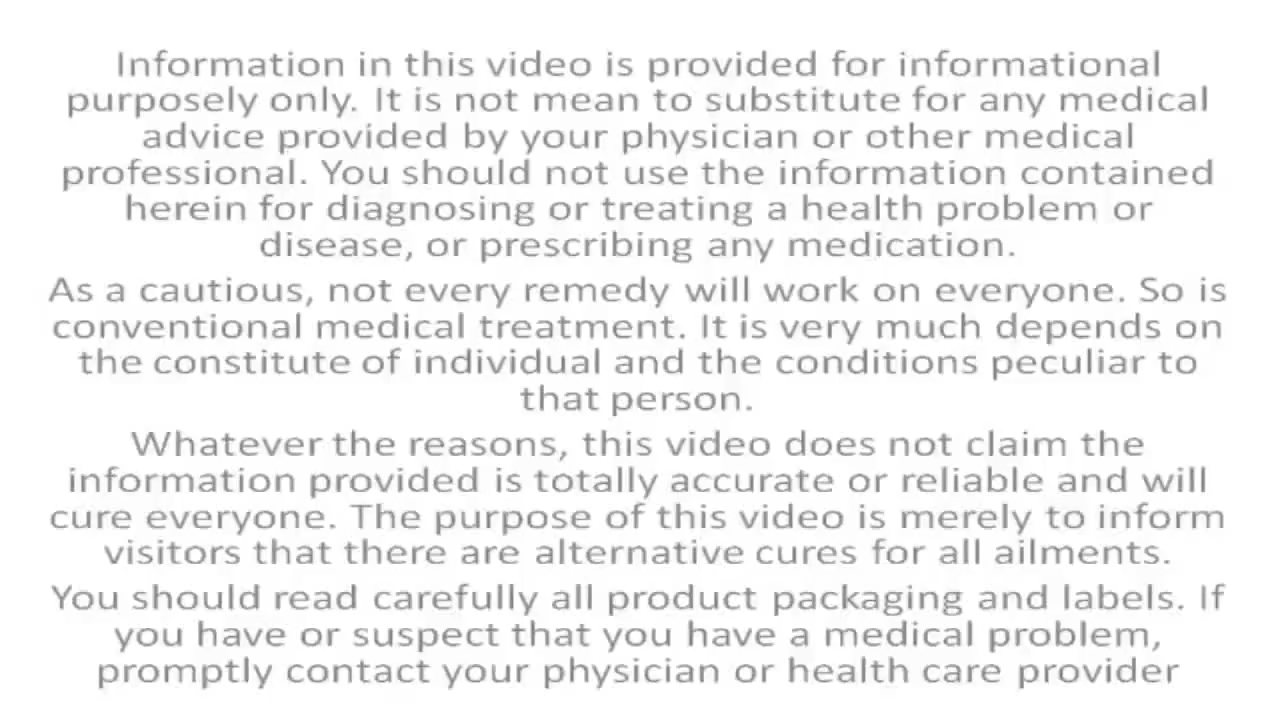 Information in this video is provided for informational
purposely only. It is not mean to substitute for any medical
advice provided by your physician or other medical
professional. You should not use the information contained
herein for diagnosing or treating a health problem or
disease, or prescribing any medication.
As a cautious, not every remedy will work on everyone. So is
conventional medical treatment. It is very much depends on
the constitute of individual and the conditions peculiar to
that person.
Whatever the reasons, this video does not claim the
information provided is totally accurate or reliable and will
cure everyone. The purpose of this video is merely to inform
visitors that there are alternative cures for all ailments.
You should read carefully all product packaging and labels. If
you have or suspect that you have a medical problem,
promptly contact your physician or health care provider